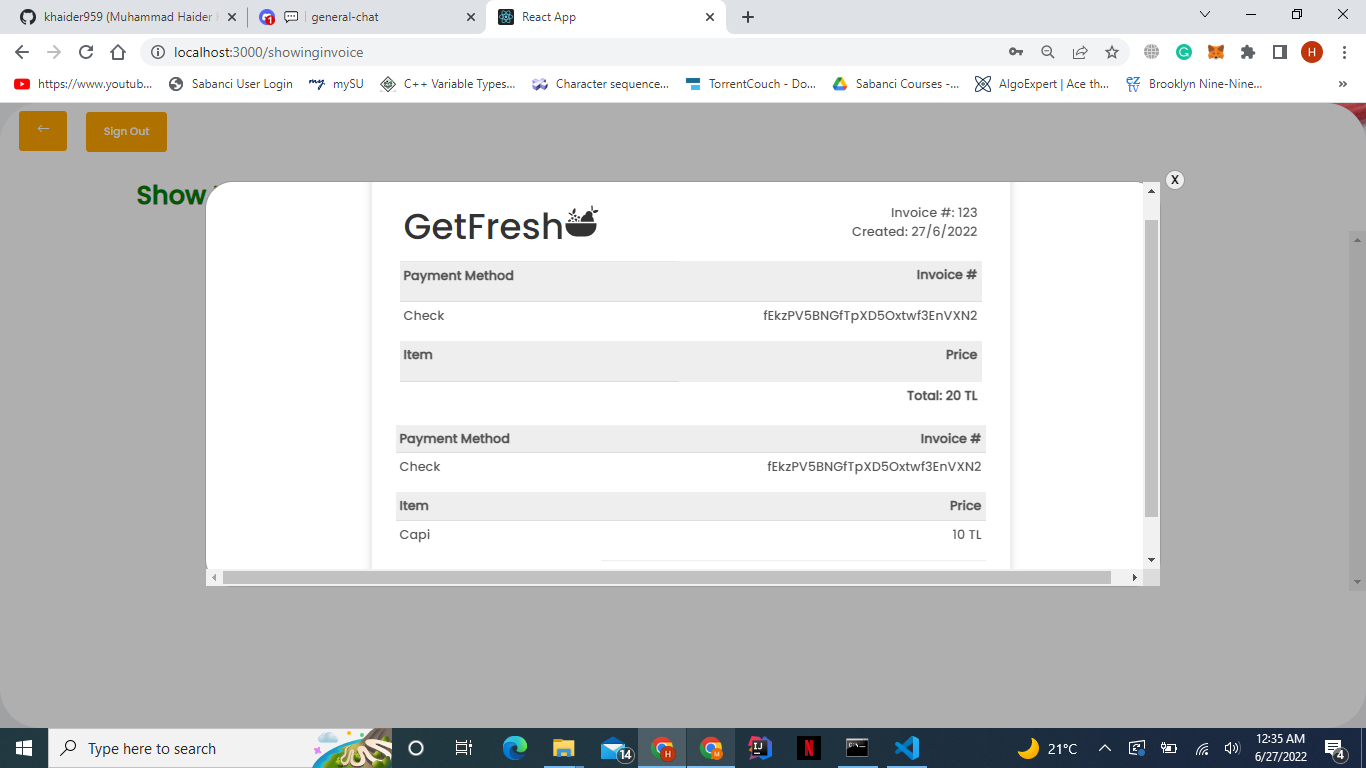 khaider959 (Muhammad Haider
general-chat
React App
localhost:3000/showinginvoice
H
https://www.youtub...
Sabanci User Login
mySU
C++ Variable Types...
Character sequence...
TorrentCouch - Do...
Sabanci Courses -...
AlgoExpert | Ace th...
Brooklyn Nine-Nine...
Sign Out
Show
X
GetFresh
Invoice #: 123
Created: 27/6/2022
Payment Method Invoice #
Check fEkzPV5BNGfTpXD5Oxtwf3EnVXN2
Item Price
Total: 20 TL
Payment Method Invoice #
Check fEkzPV5BNGfTpXD5Oxtwf3EnVXN2
Item Price
Capi 10 TL
Type here to search
14
21°C
12:35 AM
6/27/2022
4